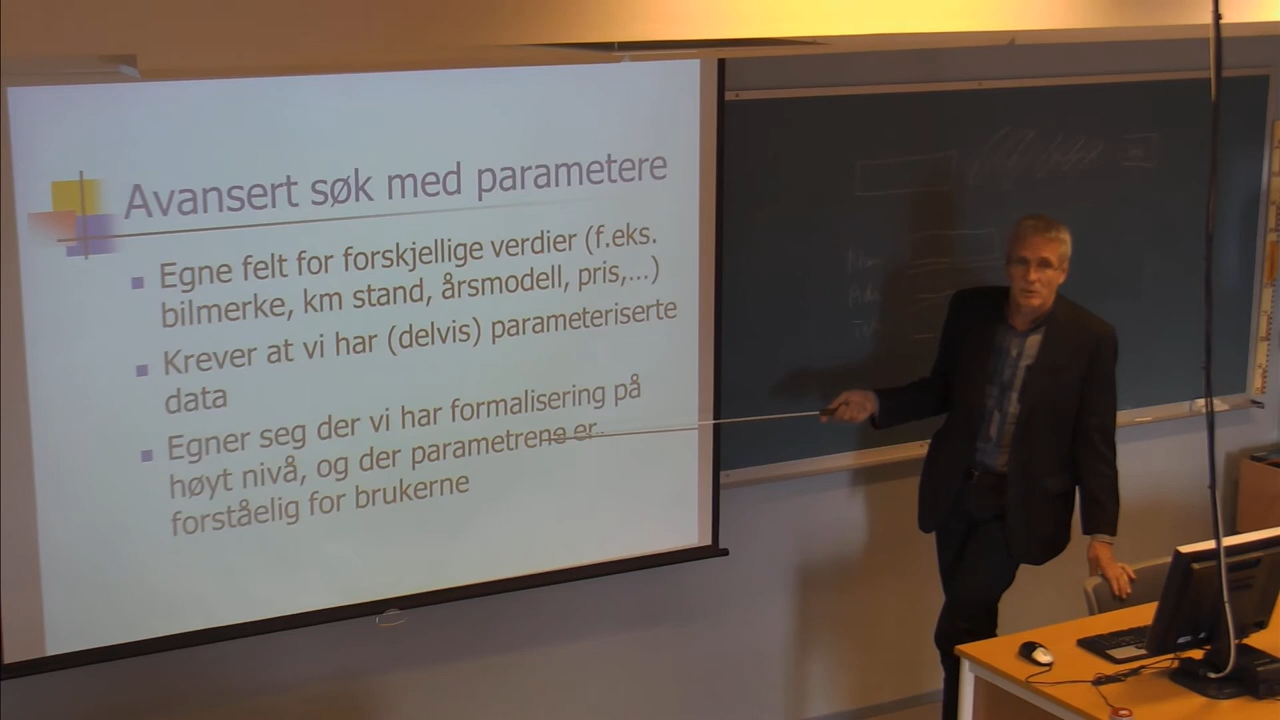 Avansert søk med parametere
Egne felt for forskjellige verdier (f.eks.
bilmerke, km stand, årsmodell, pris,...)
Krever at vi har (delvis) parameteriserte
data
Egner seg der vi har formalisering på
høyt nivå, og der parametrene er
forståelig for brukerne